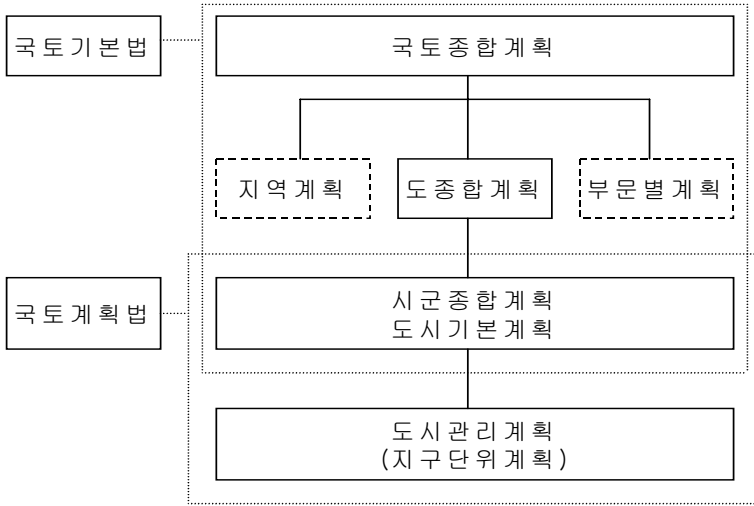 국토기본법
국토종합계획
지역계획
도종합계획
부문별계획
국토계획법
시군종합계획
도시기본계획
도시관리계획
(지구단위계획)